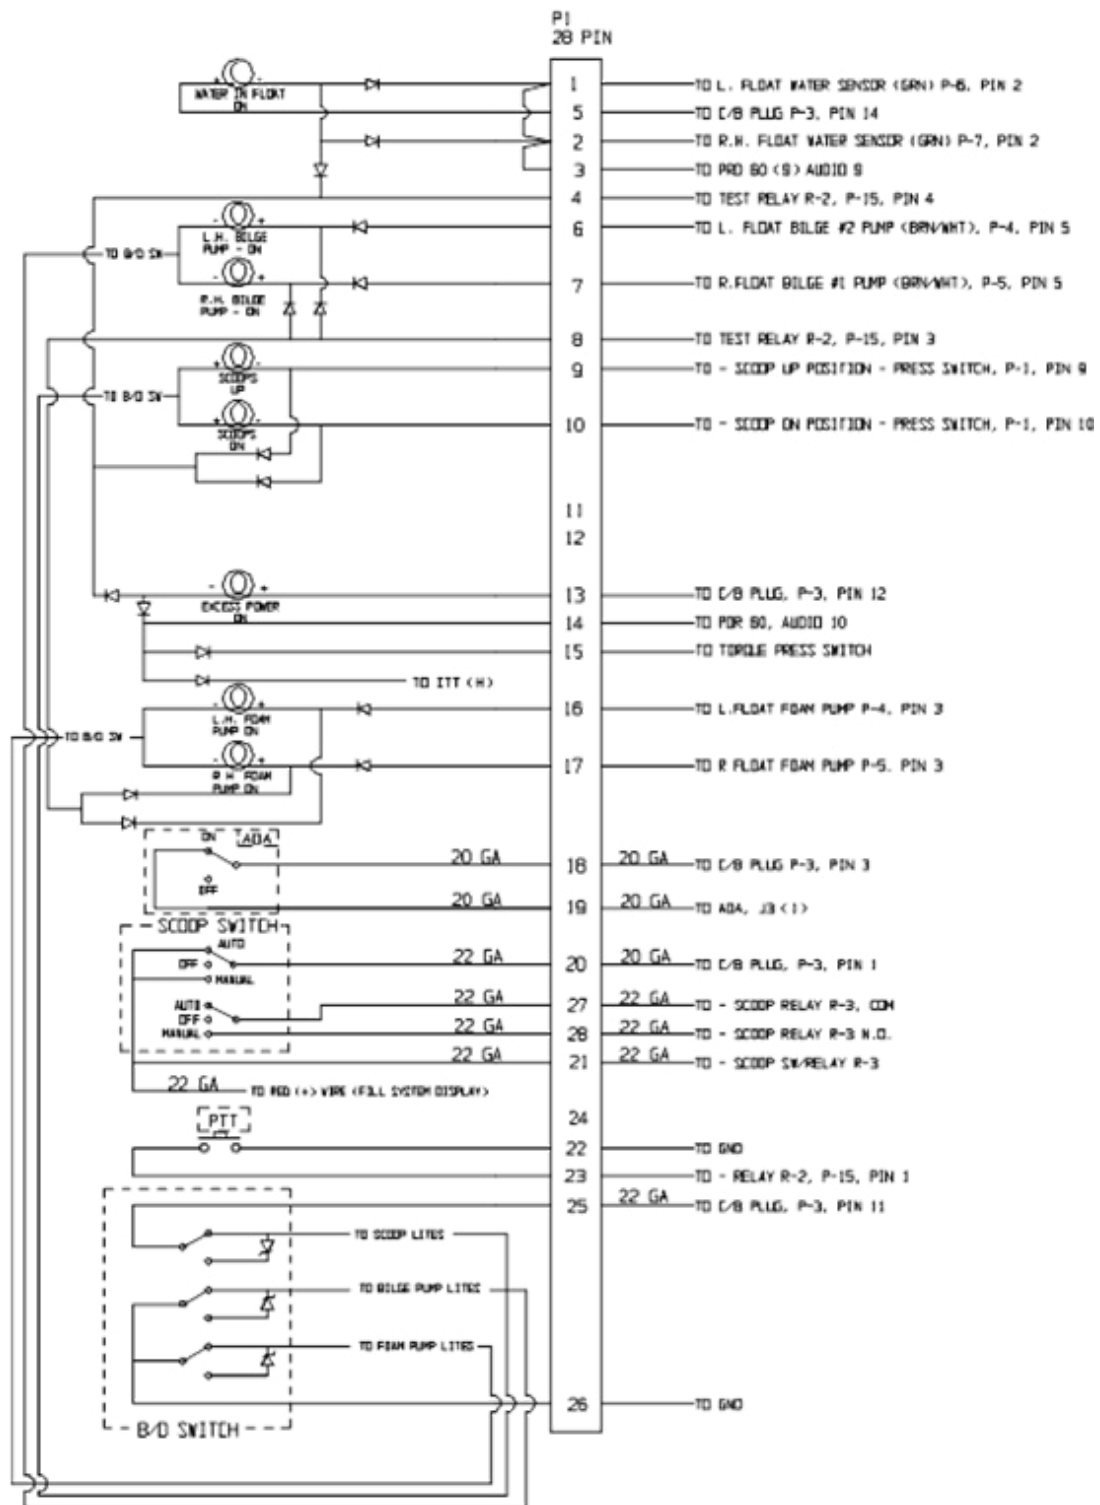 P1
28 PIN
+ -
WATER IN FLOAT
ON
1
TO L. FLOAT WATER SENSOR (GRN) P-6, PIN 2
5
TO C/B PLUG P-3, PIN 14
2
TO R.H. FLOAT WATER SENSOR (GRN) P-7, PIN 2
3
TO PRO 60 (9) AUDIO 9
4
TO TEST RELAY R-2, P-15, PIN 4
- +
L.H. BILGE
PUMP - ON
6
TO L. FLOAT BILGE #2 PUMP (BRN/WHT), P-4, PIN 5
TO B/D SW
- +
R.H. BILGE
PUMP - ON
7
TO R.FLOAT BILGE #1 PUMP (BRN/WHT), P-5, PIN 5
8
TO TEST RELAY R-2, P-15, PIN 3
+ -
SCOOPS
UP
9
TO - SCOOP UP POSITION - PRESS SWITCH, P-1, PIN 9
TO B/D SW
+ -
SCOOPS
ON
10
TO - SCOOP ON POSITION - PRESS SWITCH, P-1, PIN 10
11
12
- +
EXCESS POWER
ON
13
TO C/B PLUG, P-3, PIN 12
14
TO PDR 60, AUDIO 10
15
TO TORQUE PRESS SWITCH
TO ITT (H)
- +
L.H. FOAM
PUMP ON
16
TO L.FLOAT FOAM PUMP P-4, PIN 3
TO B/D SW
- +
R H FOAM
PUMP ON
17
TO R FLOAT FOAM PUMP P-5. PIN 3
ON
AOA
OFF
20 GA
18
20 GA
TO C/B PLUG P-3, PIN 3
20 GA
19
20 GA
TO AOA, J3 (I)
SCOOP SWITCH
AUTO
OFF
MANUAL
22 GA
20
20 GA
TO C/B PLUG, P-3, PIN 1
AUTO
OFF
MANUAL
22 GA
27
22 GA
TO - SCOOP RELAY R-3, COM
22 GA
28
22 GA
TO - SCOOP RELAY R-3 N.O.
22 GA
21
22 GA
TO - SCOOP SW/RELAY R-3
22 GA
TO RED (+) WIRE (FILL SYSTEM DISPLAY)
24
PTT
22
TO GND
23
TO - RELAY R-2, P-15, PIN 1
25
22 GA
TO C/B PLUG, P-3, PIN 11
TO SCOOP LITES
TO BILGE PUMP LITES
TO FOAM PUMP LITES
26
TO GND
B/D SWITCH